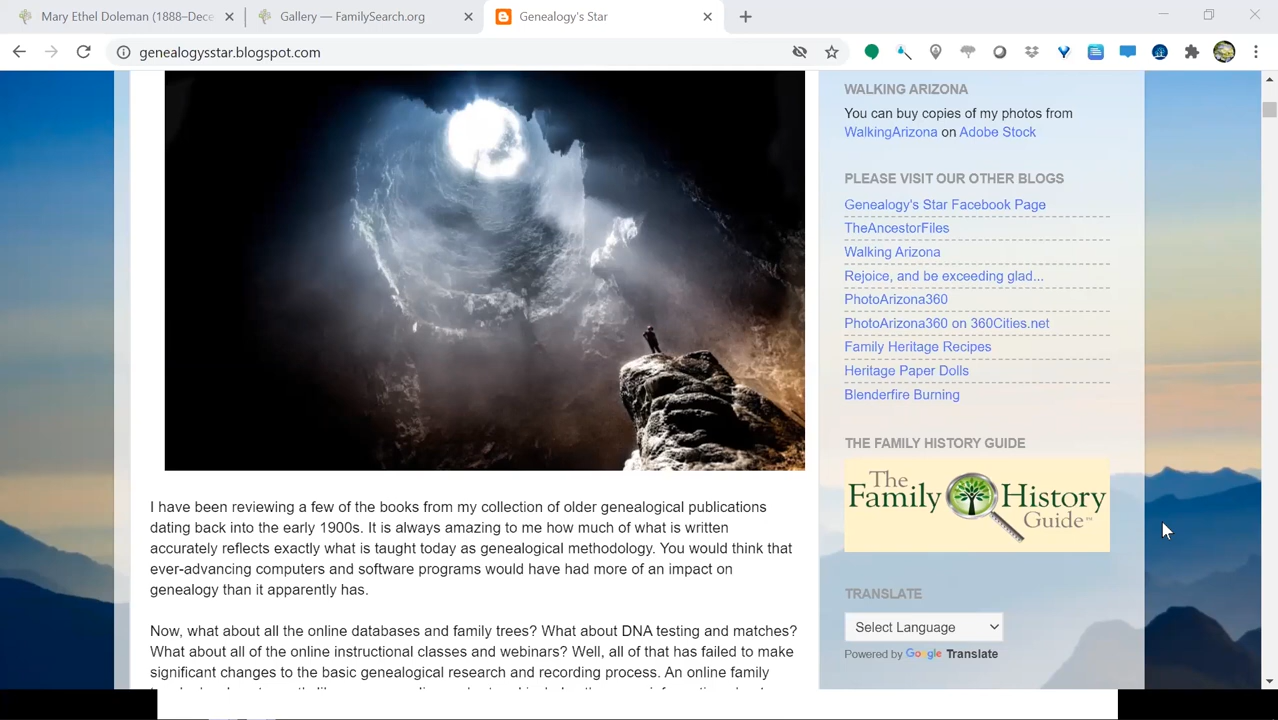 Mary Ethel Doleman (1888–Dece
Gallery — FamilySearch.org
Genealogy's Star
genealogysstar.blogspot.com
WALKING ARIZONA
You can buy copies of my photos from
WalkingArizona on Adobe Stock
PLEASE VISIT OUR OTHER BLOGS
Genealogy's Star Facebook Page
TheAncestorFiles
Walking Arizona
Rejoice, and be exceeding glad...
PhotoArizona360
PhotoArizona360 on 360Cities.net
Family Heritage Recipes
Heritage Paper Dolls
Blenderfire Burning
THE FAMILY HISTORY GUIDE
The
Family History
Guide™
TRANSLATE
Select Language
Powered by Google Translate
I have been reviewing a few of the books from my collection of older genealogical publications
dating back into the early 1900s. It is always amazing to me how much of what is written
accurately reflects exactly what is taught today as genealogical methodology. You would think that
ever-advancing computers and software programs would have had more of an impact on
genealogy than it apparently has.
Now, what about all the online databases and family trees? What about DNA testing and matches?
What about all of the online instructional classes and webinars? Well, all of that has failed to make
significant changes to the basic genealogical research and recording process. An online family